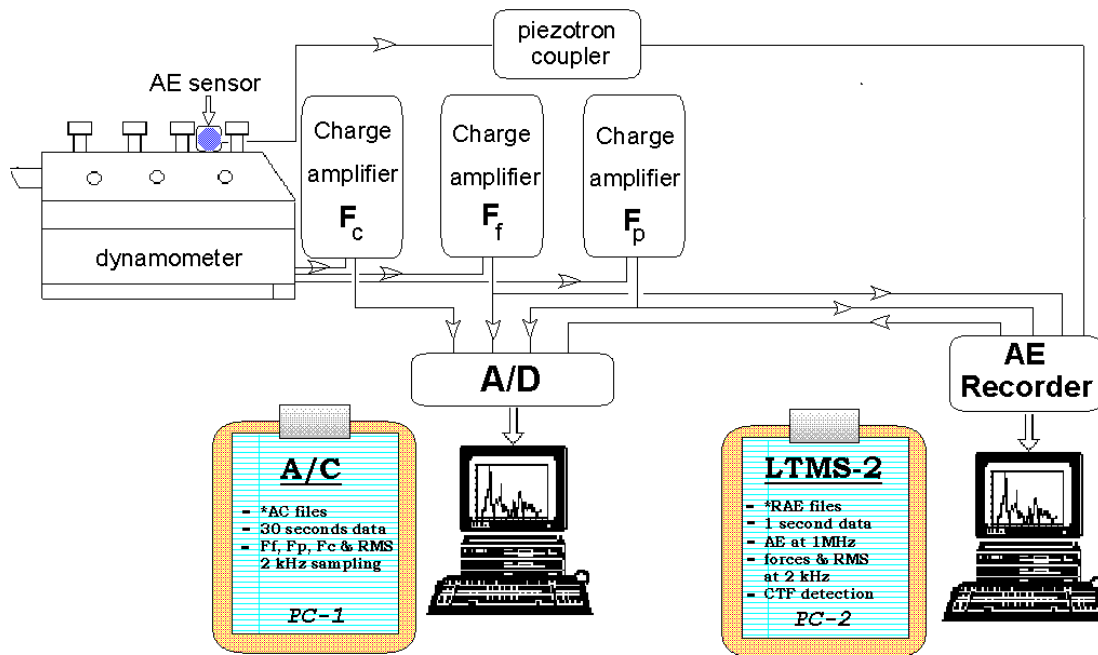 piezotron
coupler
AE sensor
Charge
amplifier
Fc
Charge
amplifier
Ff
Charge
amplifier
Fp
dynamometer
A/D
AE
Recorder
A/C
- *AC files
- 30 seconds data
- Ff, Fp, Fc & RMS
2 kHz sampling
PC-1
LTMS-2
- *RAE files
- 1 second data
- AE at 1MHz
- forces & RMS
at 2 kHz
- CTF detection
PC-2